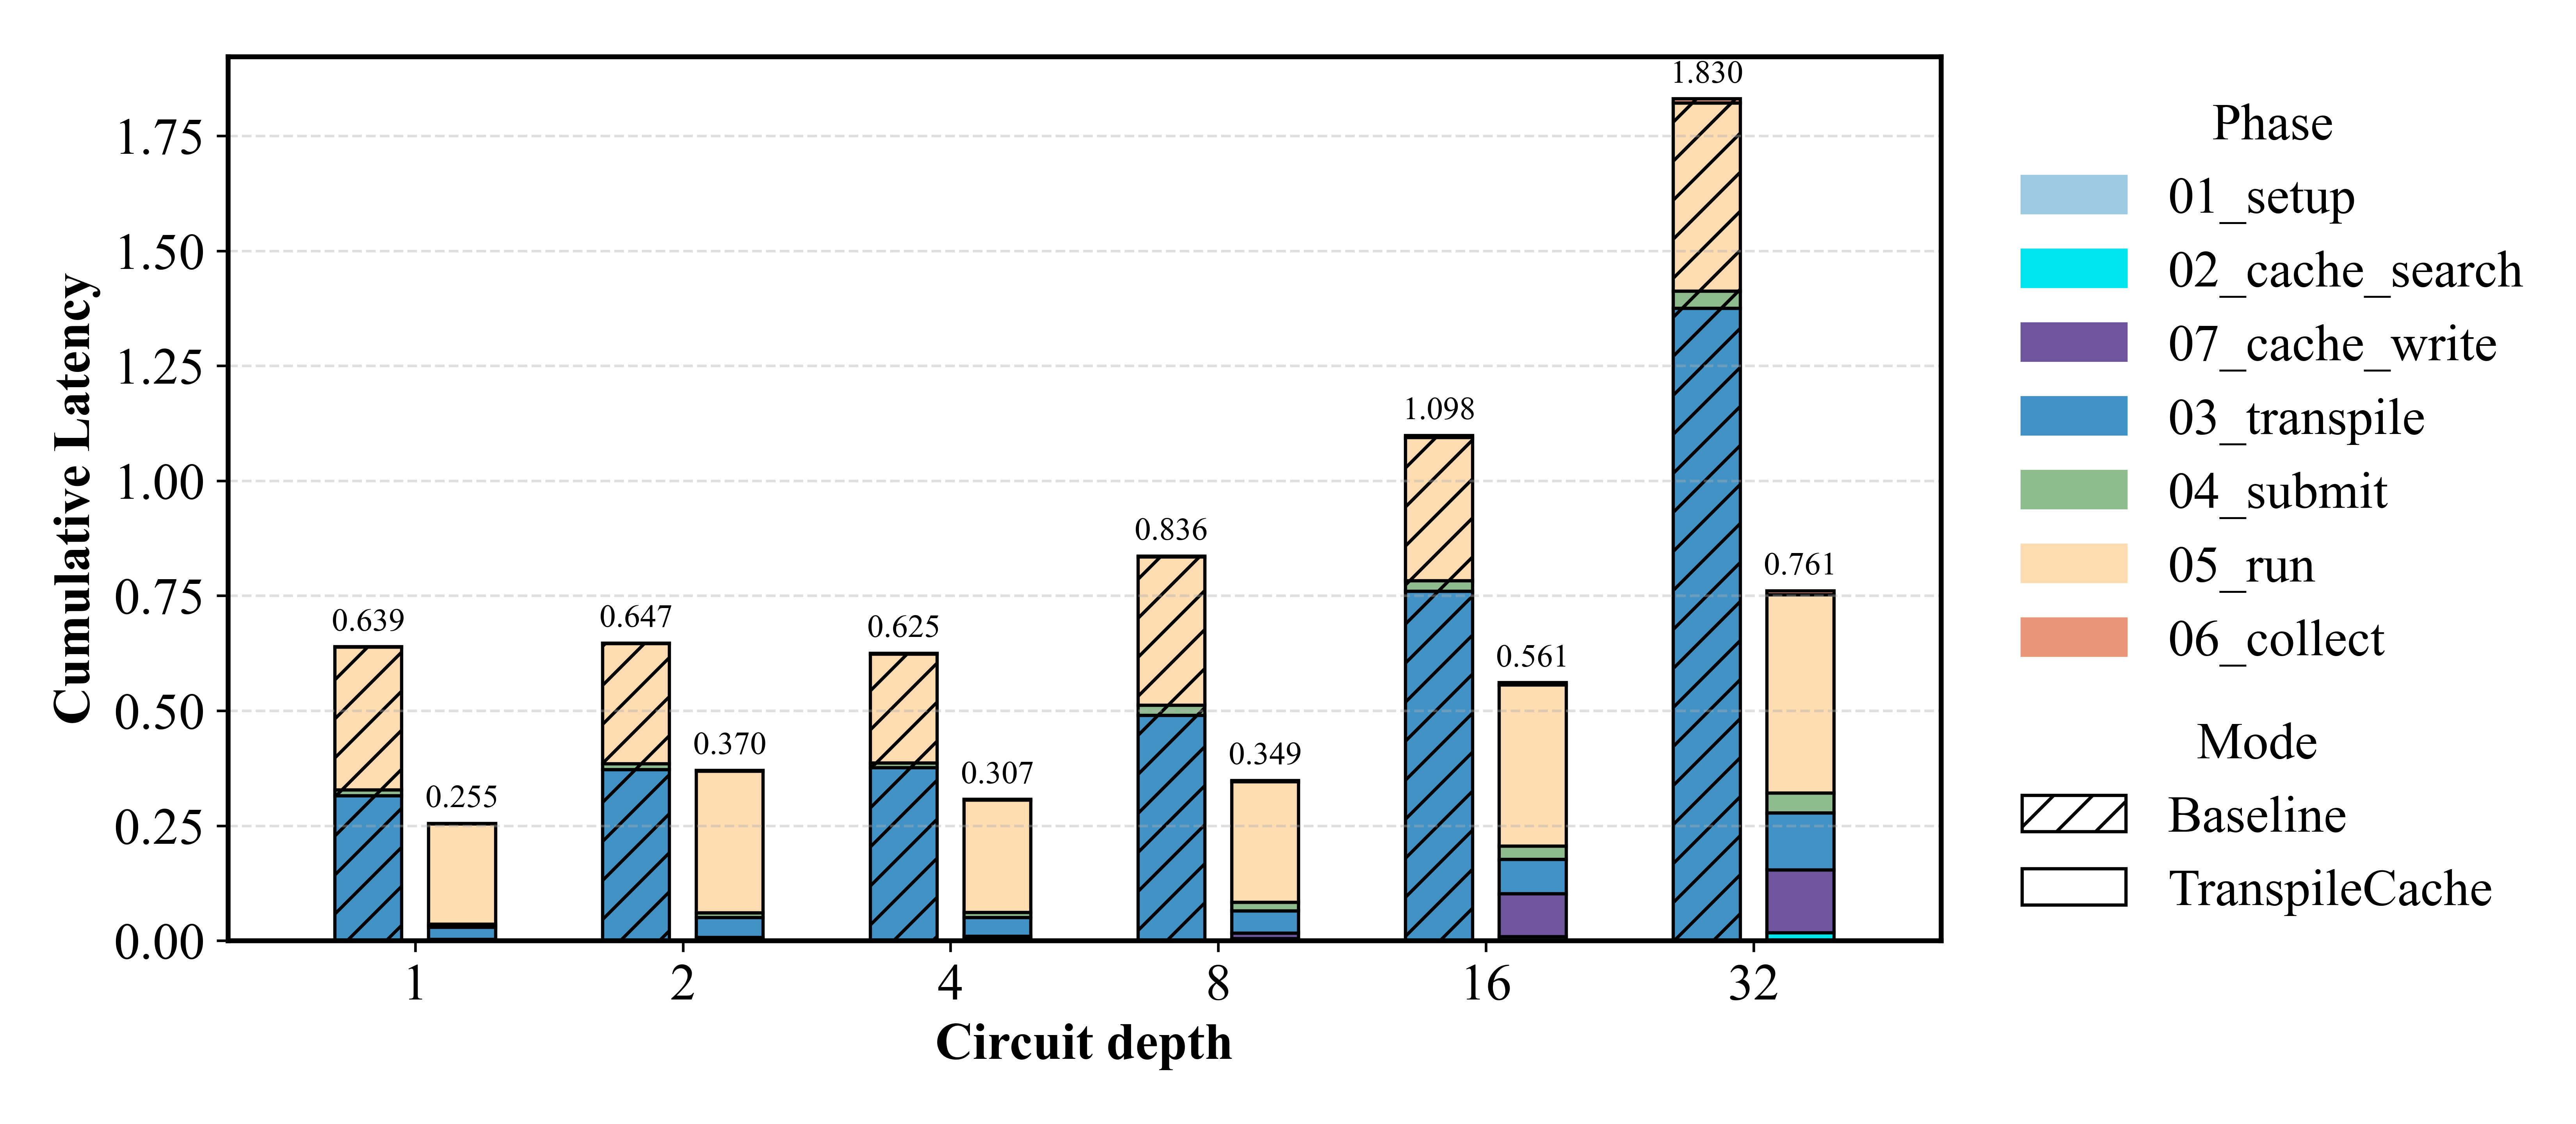 Cumulative Latency
1.75
1.50
1.25
1.00
0.75
0.50
0.25
0.00
0.639
0.255
0.647
0.370
0.625
0.307
0.836
0.349
1.098
0.561
1.830
0.761
1
2
4
8
16
32
Circuit depth
Phase
01_setup
02_cache_search
07_cache_write
03_transpile
04_submit
05_run
06_collect
Mode
Baseline
TranspileCache